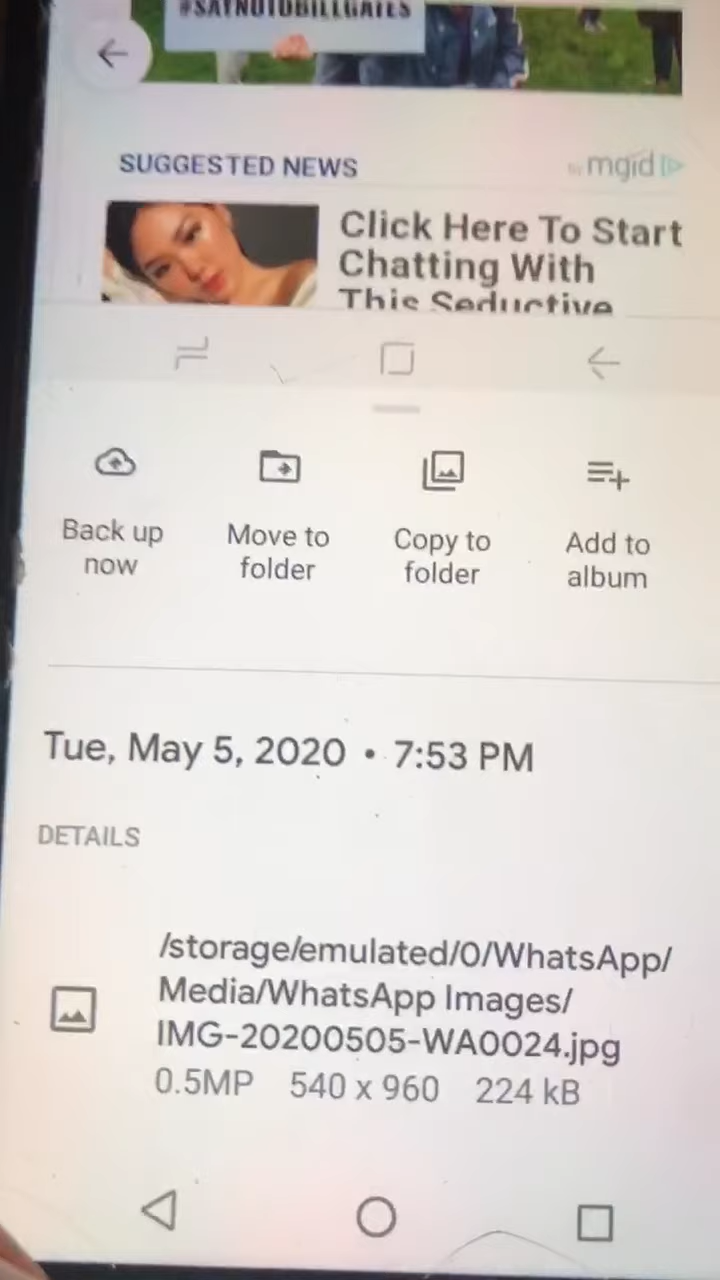 #SAYNOTOBILLGATES
SUGGESTED NEWS
by mgid
Click Here To Start
Chatting With
This Seductive
Back up
now
Move to
folder
Copy to
folder
Add to
album
Tue, May 5, 2020 • 7:53 PM
DETAILS
/storage/emulated/0/WhatsApp/
Media/WhatsApp Images/
IMG-20200505-WA0024.jpg
0.5MP 540 x 960 224 kB